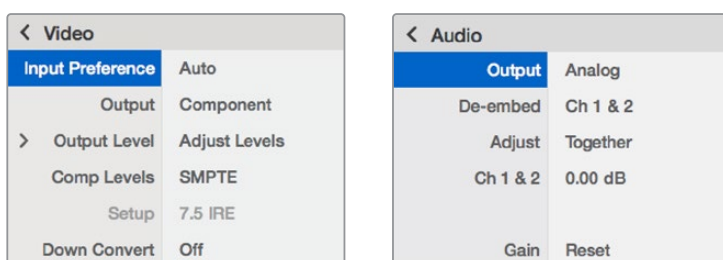 Video
Input Preference Auto
Output Component
Output Level Adjust Levels
Comp Levels SMPTE
Setup 7.5 IRE
Down Convert Off
Audio
Output Analog
De-embed Ch 1 & 2
Adjust Together
Ch 1 & 2 0.00 dB
Gain Reset